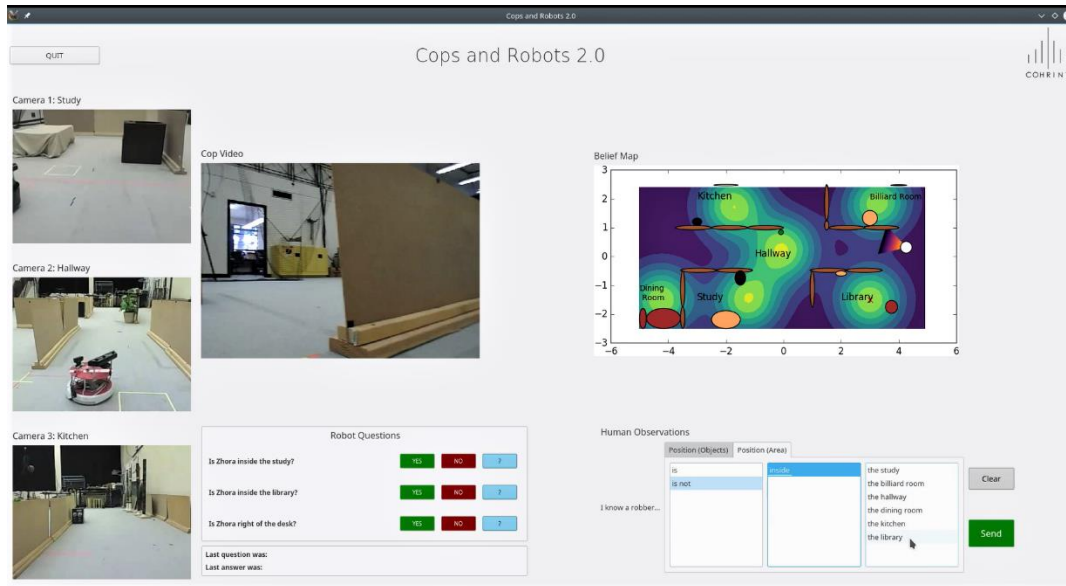 Cops and Robots 2.0
QUIT
Cops and Robots 2.0
COHRIN
Camera 1: Study
Cop Video
Camera 2: Hallway
Camera 3: Kitchen
Belief Map
3
2
1
0
−1
−2
−3
−6
−4
−2
0
2
4
6
Kitchen
Billiard Room
Hallway
Dining
Room
Study
Library
Robot Questions
Is Zhora inside the study? YES NO ?
Is Zhora inside the library? YES NO ?
Is Zhora right of the desk? YES NO ?
Last question was:
Last answer was:
Human Observations
Position (Objects) Position (Area)
I know a robber...
is
is not
inside
the study
the billiard room
the hallway
the dining room
the kitchen
the library
Clear
Send